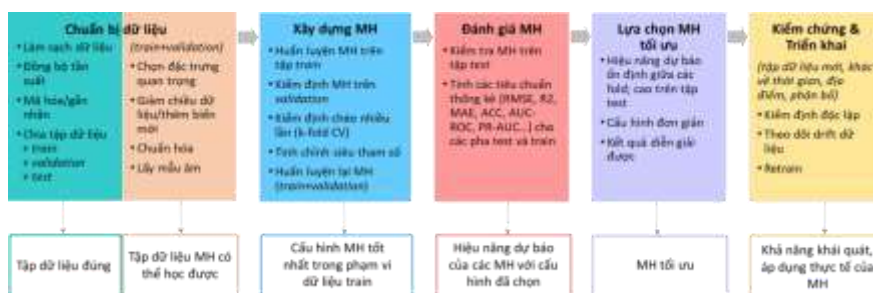 Chuẩn bị dữ liệu
• Làm sạch dữ liệu
• Đồng bộ tần
suất
• Mã hóa/gán
nhãn
• Chia tập dữ liệu
+ train
+ validation
+ test
(train+validation)
• Chọn đặc trưng
quan trọng
• Giảm chiều dữ
liệu/thêm biến
mới
• Chuẩn hóa
• Lấy mẫu âm
Xây dựng MH
• Huấn luyện MH trên
tập train
• Kiểm định MH trên
validation
• Kiểm định chéo nhiều
lần (k-fold CV)
• Tinh chỉnh siêu tham số
• Huấn luyện lại MH
(train+validation)
Đánh giá MH
• Kiểm tra MH trên
tập test
• Tính các tiêu chuẩn
thống kê (RMSE, R2,
MAE, ACC, AUC-
ROC, PR-AUC...) cho
các pha test và train
Lựa chọn MH
tối ưu
• Hiệu năng dự báo
ổn định giữa các
fold; cao trên tập
test
• Cấu hình đơn giản
• Kết quả diễn giải
được
Kiểm chứng &
Triển khai
(tập dữ liệu mới, khác
về thời gian, địa
điểm, phân bố)
• Kiểm định độc lập
• Theo dõi drift dữ
liệu
• Retrain
Tập dữ liệu đúng
Tập dữ liệu MH có
thể học được
Cấu hình MH tốt
nhất trong phạm vi
dữ liệu train
Hiệu năng dự báo
của các MH với cấu
hình đã chọn
MH tối ưu
Khả năng khái quát,
áp dụng thực tế của
MH